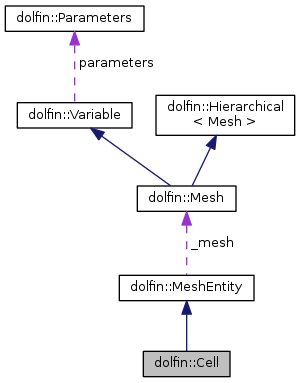 dolfin::Parameters
parameters
dolfin::Variable
dolfin::Hierarchical
< Mesh >
dolfin::Mesh
_mesh
dolfin::MeshEntity
dolfin::Cell